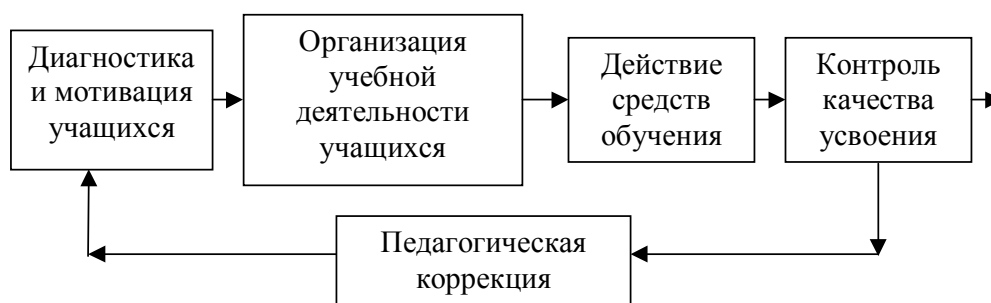 Диагностика
и мотивация
учащихся
Организация
учебной
деятельности
учащихся
Действие
средств
обучения
Контроль
качества
усвоения
Педагогическая
коррекция